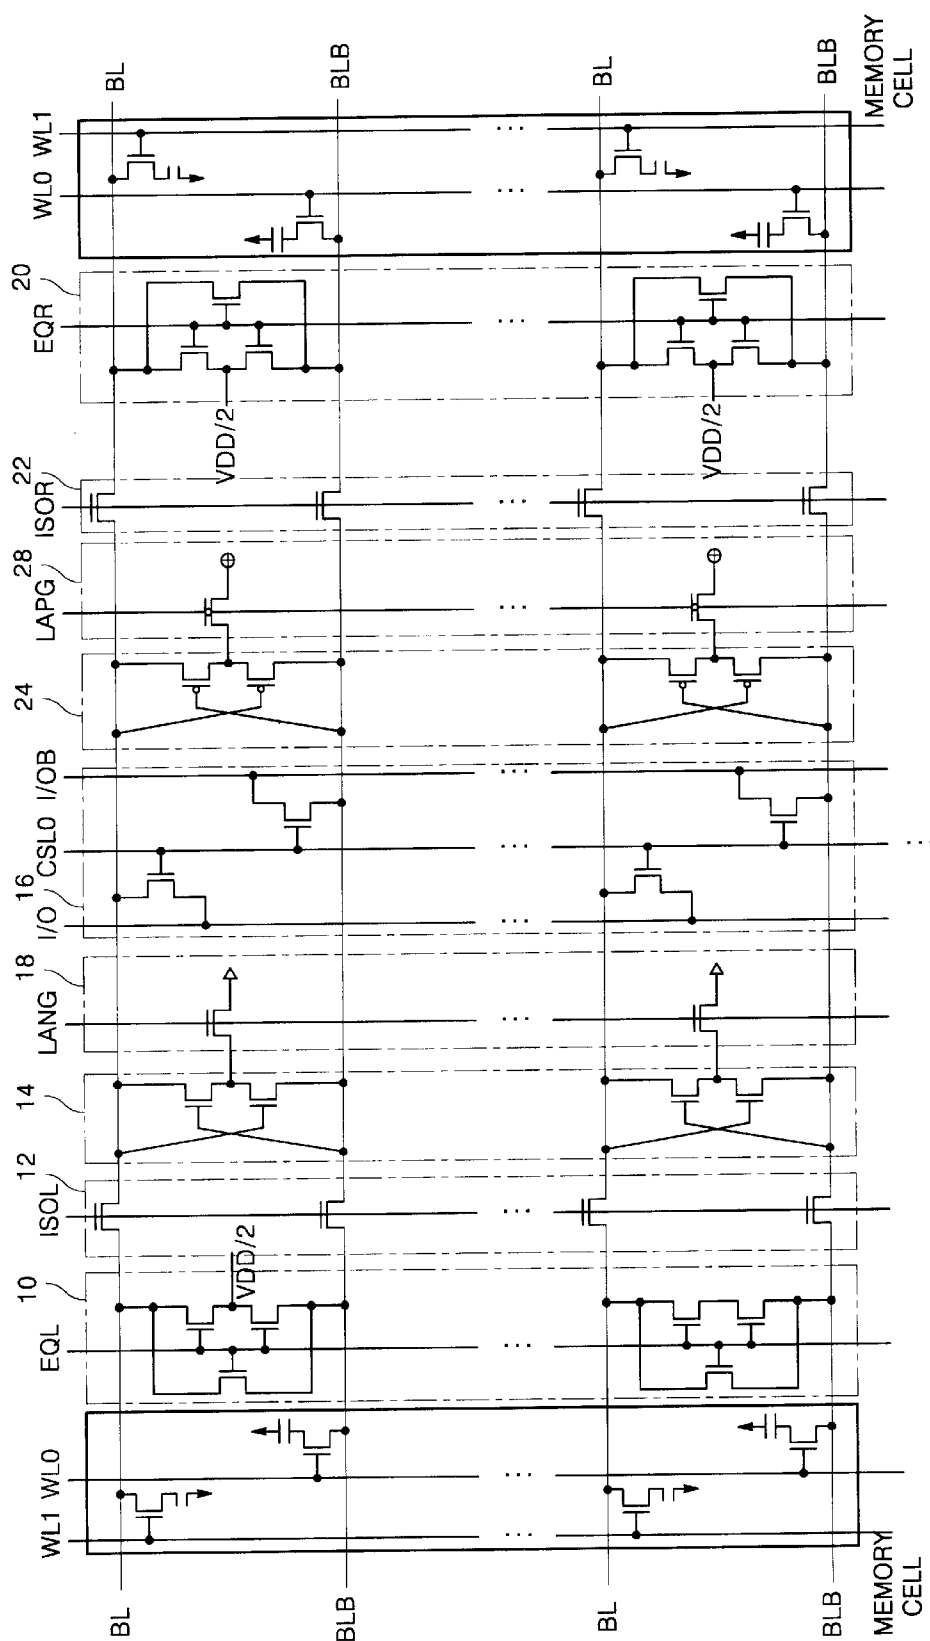 BL
BLB
BL
BLB
MEMORY
CELL
WL1 WL0
EQL
10
VDD/2
ISOL
12
14
LANG
18
I/O
16
CSL0
I/OB
24
LAPG
28
ISOR
22
VDD/2
VDD/2
EQR
20
WL0 WL1
BL
BLB
BL
BLB
MEMORY
CELL